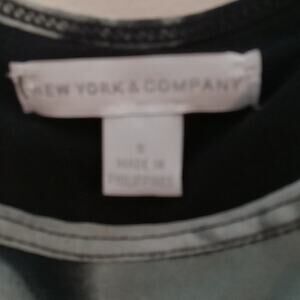 NEW YORK & COMPANY
S
MADE IN
PHILIPPINES